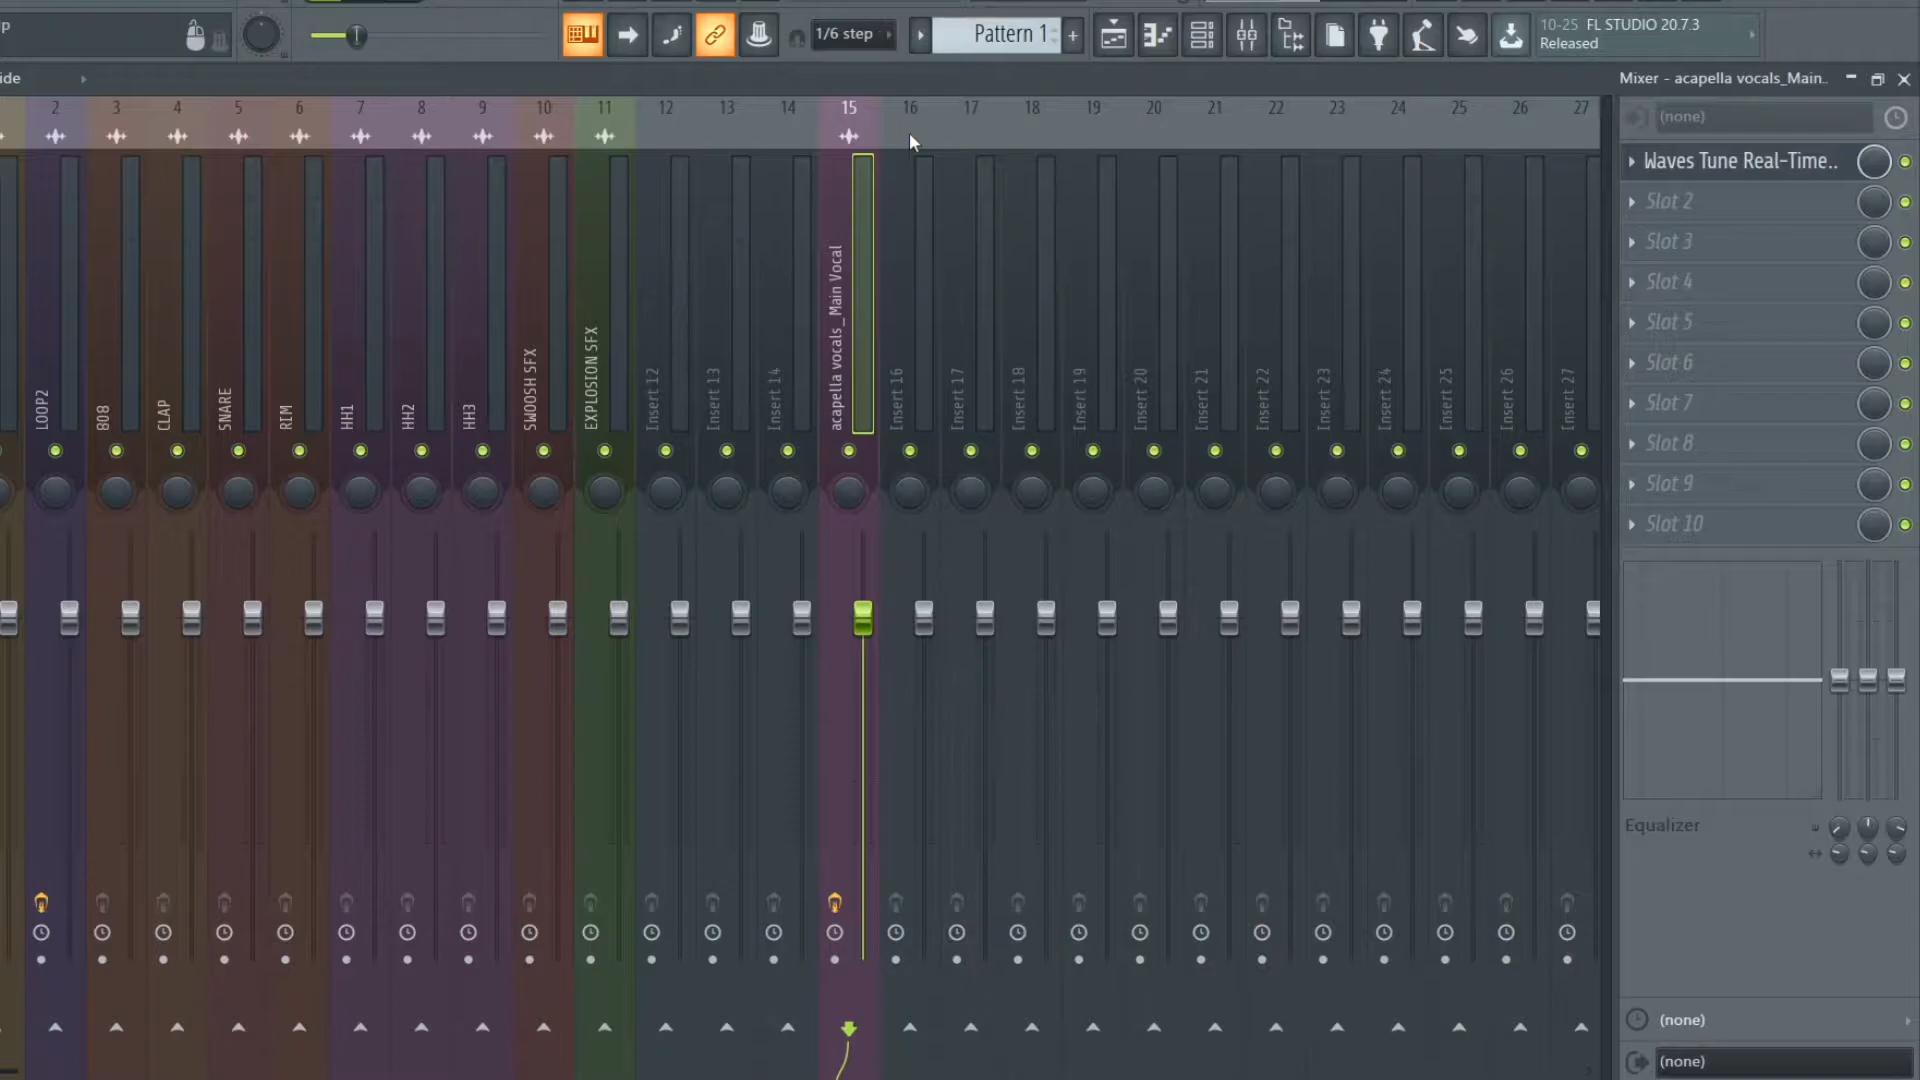 p
1/6 step
Pattern 1
+
10-25 FL STUDIO 20.7.3
Released
ide
Mixer - acapella vocals_Main..
2 3 4 5 6 7 8 9 10 11 12 13 14 15 16 17 18 19 20 21 22 23 24 25 26 27
(none)
Waves Tune Real-Time..
Slot 2
Slot 3
Slot 4
Slot 5
Slot 6
Slot 7
Slot 8
Slot 9
Slot 10
LOOP2
808
CLAP
SNARE
RIM
HH1
HH2
HH3
SWOOSH SFX
EXPLOSION SFX
Insert 12
Insert 13
Insert 14
acapella vocals_Main Vocal
Insert 16
Insert 17
Insert 18
Insert 19
Insert 20
Insert 21
Insert 22
Insert 23
Insert 24
Insert 25
Insert 26
Insert 27
Equalizer
(none)
(none)